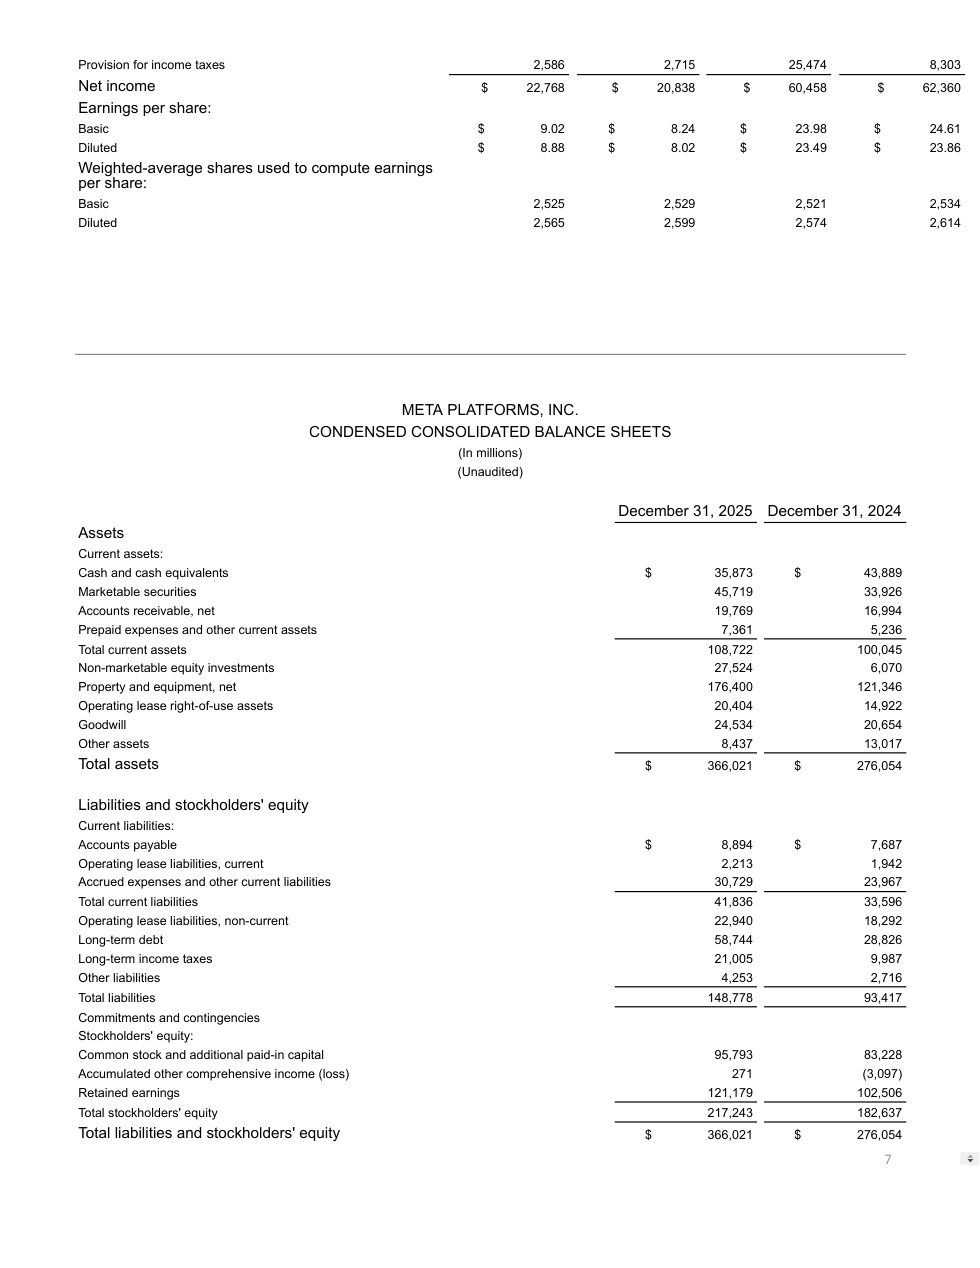 Provision for income taxes 2,586 2,715 25,474 8,303
Net income $ 22,768 $ 20,838 $ 60,458 $ 62,360
Earnings per share:
Basic $ 9.02 $ 8.24 $ 23.98 $ 24.61
Diluted $ 8.88 $ 8.02 $ 23.49 $ 23.86
Weighted-average shares used to compute earnings
per share:
Basic 2,525 2,529 2,521 2,534
Diluted 2,565 2,599 2,574 2,614
META PLATFORMS, INC.
CONDENSED CONSOLIDATED BALANCE SHEETS
(In millions)
(Unaudited)
December 31, 2025 December 31, 2024
Assets
Current assets:
Cash and cash equivalents $ 35,873 $ 43,889
Marketable securities 45,719 33,926
Accounts receivable, net 19,769 16,994
Prepaid expenses and other current assets 7,361 5,236
Total current assets 108,722 100,045
Non-marketable equity investments 27,524 6,070
Property and equipment, net 176,400 121,346
Operating lease right-of-use assets 20,404 14,922
Goodwill 24,534 20,654
Other assets 8,437 13,017
Total assets $ 366,021 $ 276,054
Liabilities and stockholders' equity
Current liabilities:
Accounts payable $ 8,894 $ 7,687
Operating lease liabilities, current 2,213 1,942
Accrued expenses and other current liabilities 30,729 23,967
Total current liabilities 41,836 33,596
Operating lease liabilities, non-current 22,940 18,292
Long-term debt 58,744 28,826
Long-term income taxes 21,005 9,987
Other liabilities 4,253 2,716
Total liabilities 148,778 93,417
Commitments and contingencies
Stockholders' equity:
Common stock and additional paid-in capital 95,793 83,228
Accumulated other comprehensive income (loss) 271 (3,097)
Retained earnings 121,179 102,506
Total stockholders' equity 217,243 182,637
Total liabilities and stockholders' equity $ 366,021 $ 276,054
7